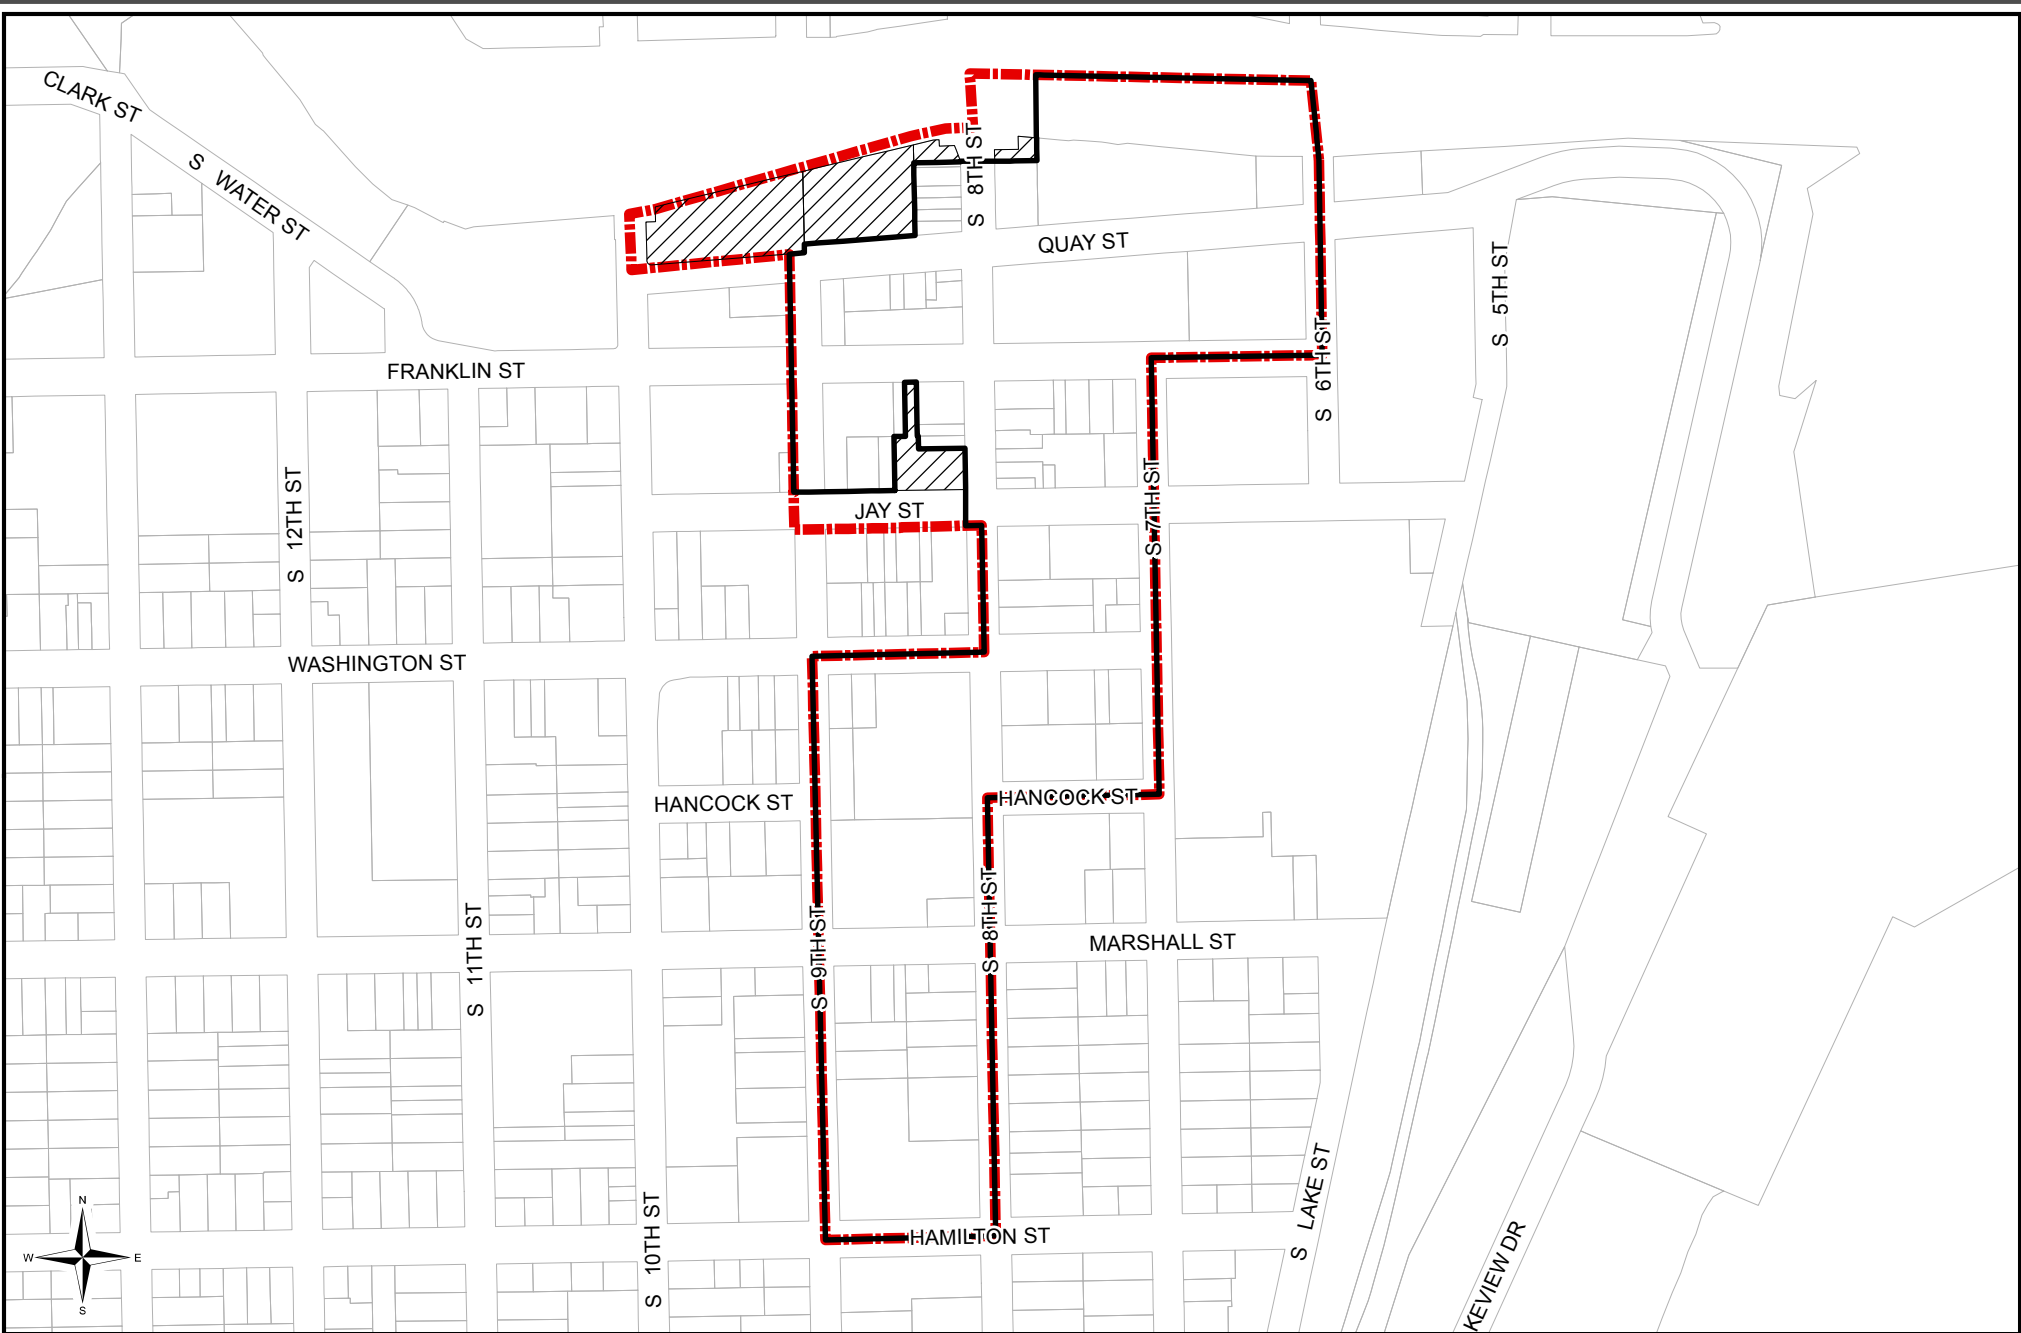 CLARK ST
S WATER ST
S 8TH ST
QUAY ST
S 5TH ST
S 6TH ST
FRANKLIN ST
S 12TH ST
JAY ST
S 7TH ST
WASHINGTON ST
HANCOCK ST
HANCOCK ST
S 11TH ST
S 9TH ST
S 8TH ST
MARSHALL ST
S 10TH ST
HAMILTON ST
S LAKE ST
KEVIEW DR
N
W E
S